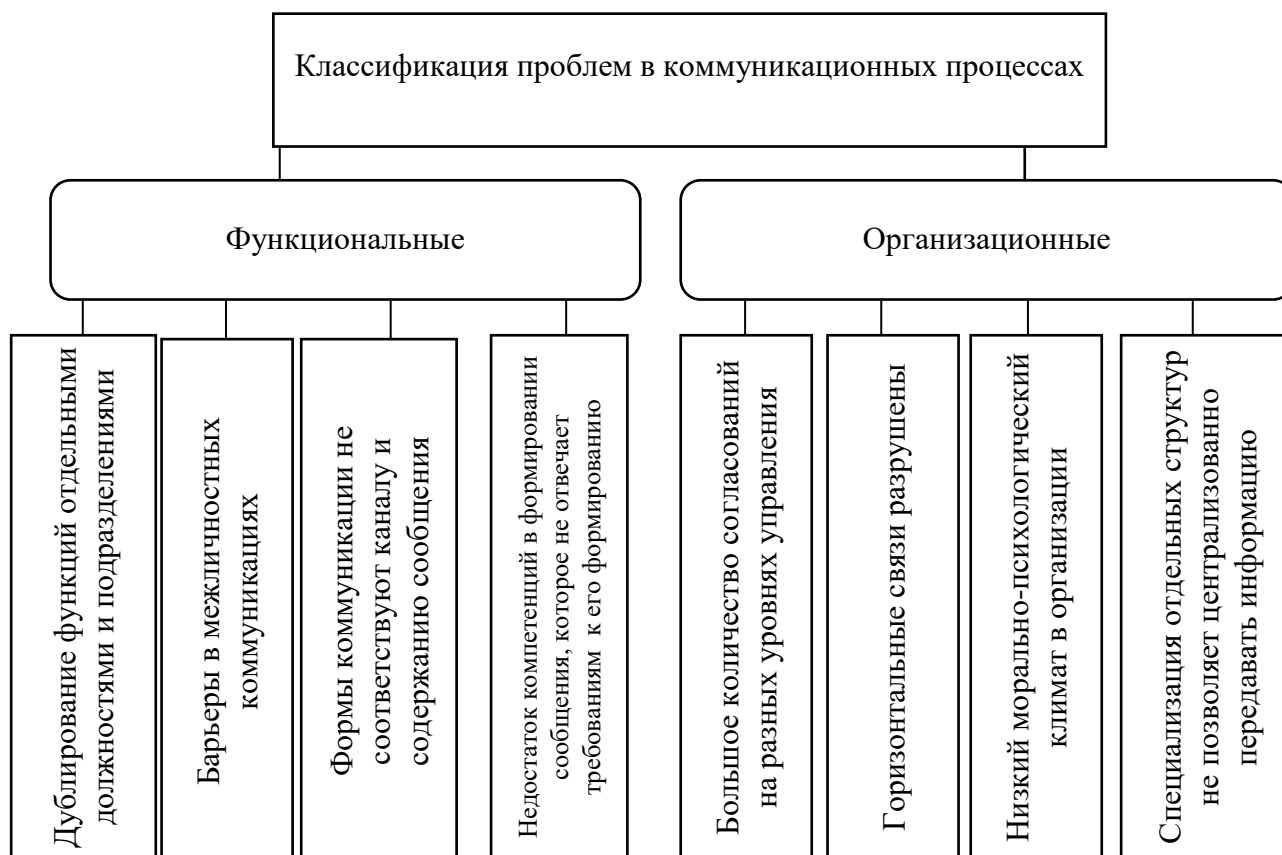 Классификация проблем в коммуникационных процессах
Функциональные
Организационные
Дублирование функций отдельными
должностями и подразделениями
Барьеры в межличностных
коммуникациях
Формы коммуникации не
соответствуют каналу и
содержанию сообщения
Недостаток компетенций в формировании
сообщения, которое не отвечает
требованиям к его формированию
Большое количество согласований
на разных уровнях управления
Горизонтальные связи разрушены
Низкий морально-психологический
климат в организации
Специализация отдельных структур
не позволяет централизованно
передавать информацию